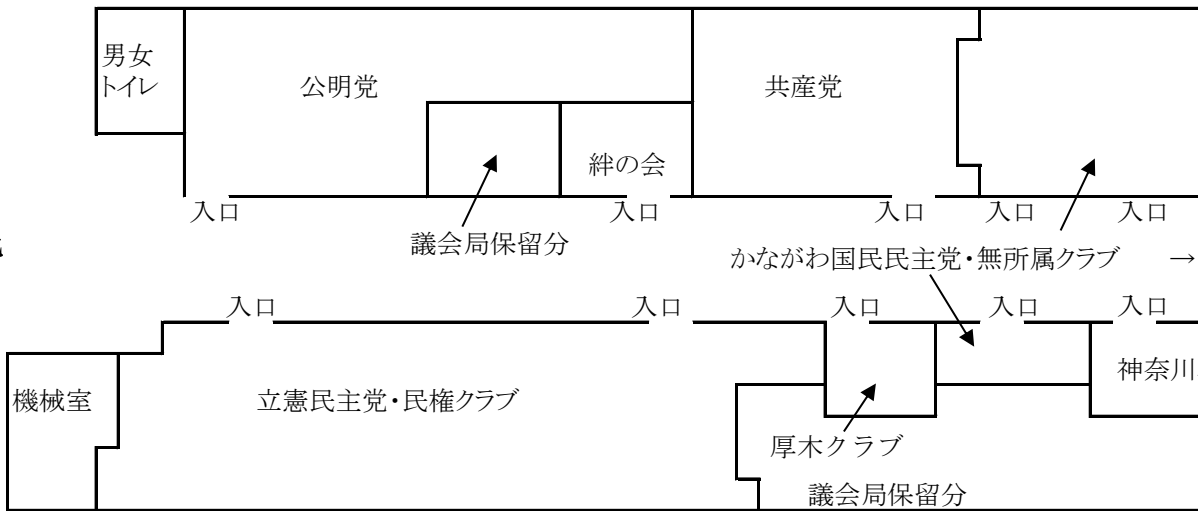 男女
トイレ
公明党
共産党
絆の会
入口
入口
入口
入口
入口
議会局保留分
かながわ国民民主党・無所属クラブ →
入口
入口
入口
入口
入口
機械室
立憲民主党・民権クラブ
神奈川
厚木クラブ
議会局保留分